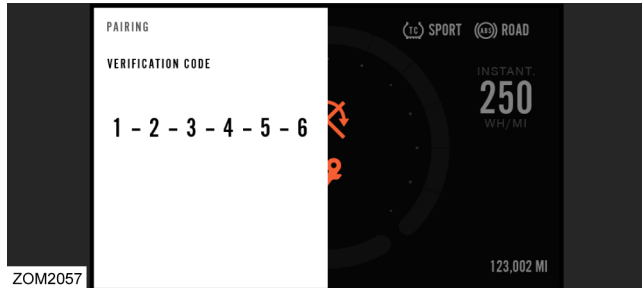 PAIRING
VERIFICATION CODE
1 – 2 – 3 – 4 – 5 – 6
TC SPORT ABS ROAD
INSTANT.
250
WH/MI
123,002 MI
ZOM2057